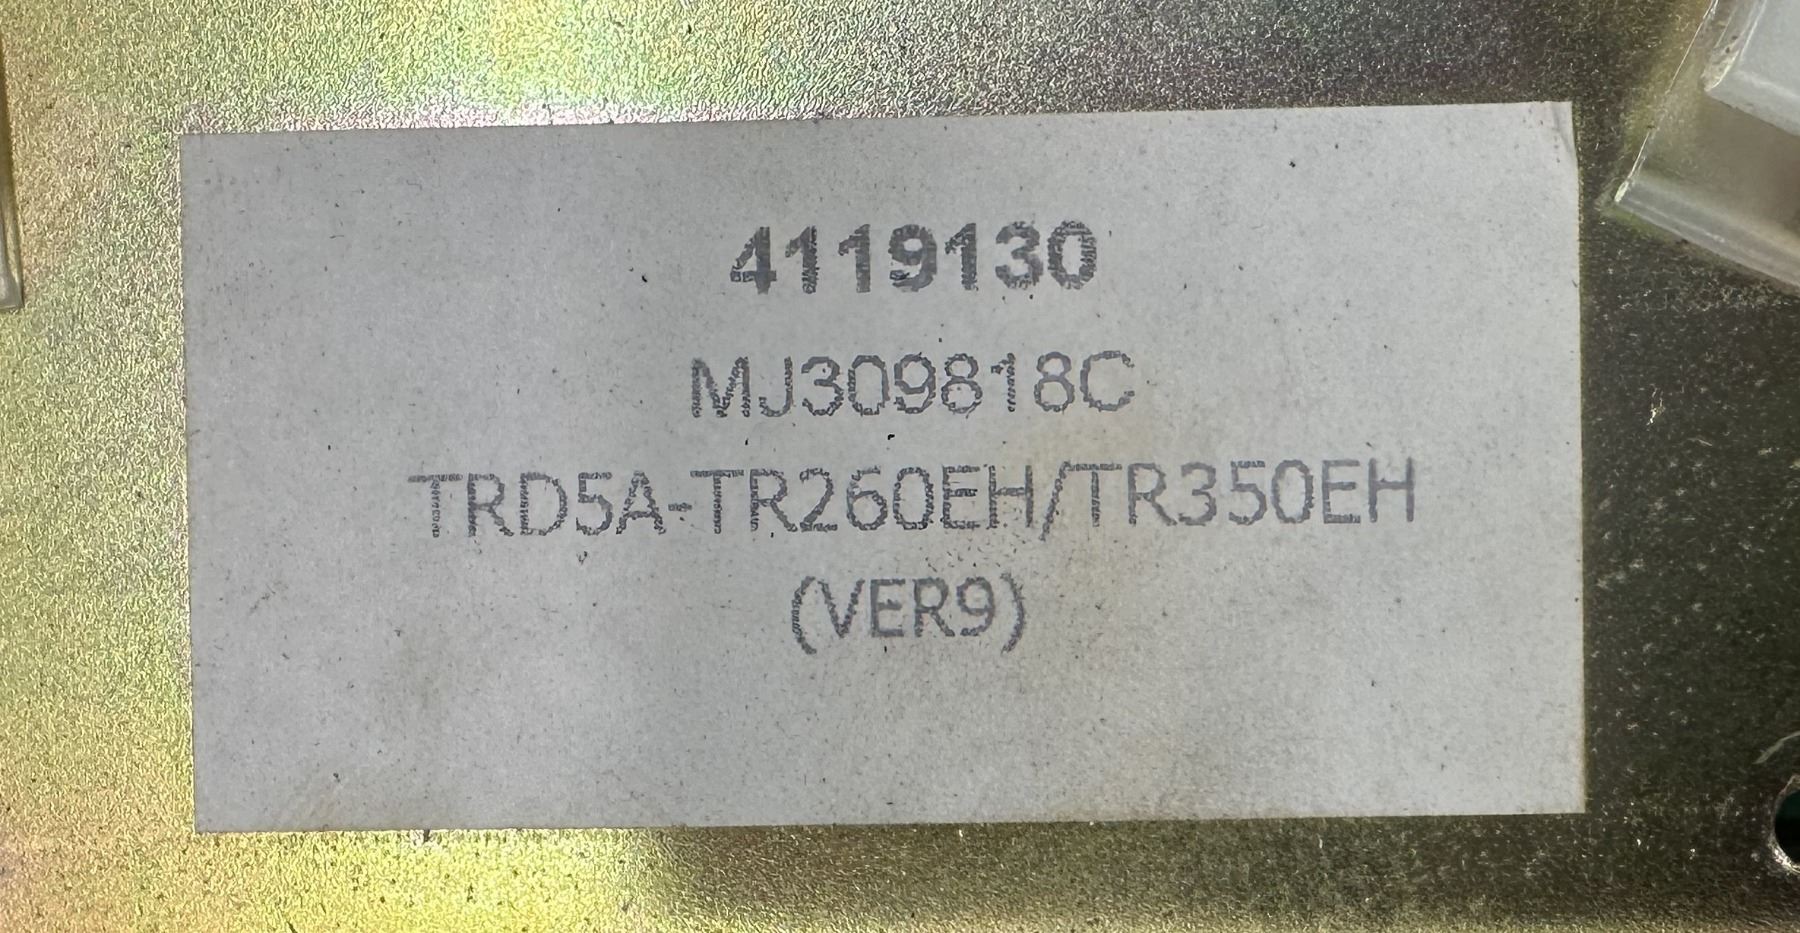 4119130
MJ309818C
TRD5A-TR260EH/TR350EH
(VER9)